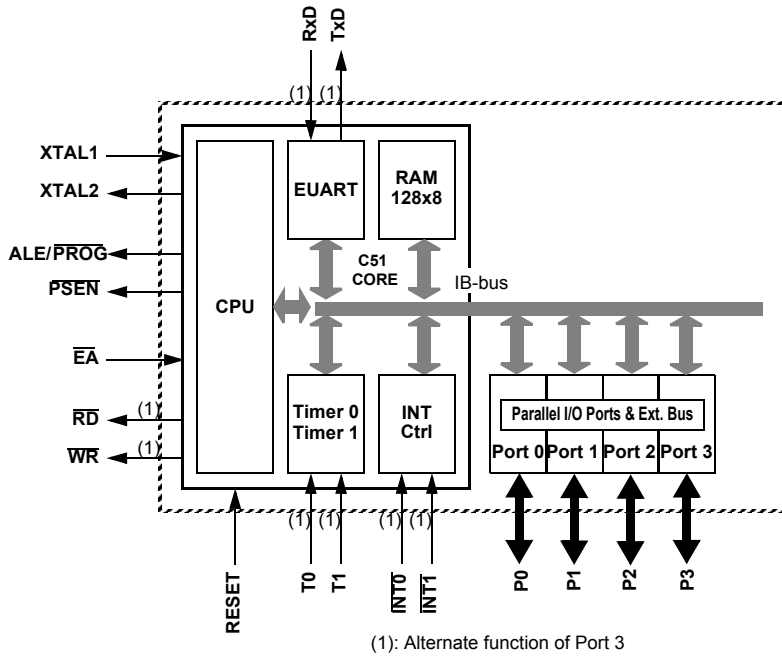 RxD
TxD
(1)
(1)
XTAL1
XTAL2
ALE/PROG
PSEN
EA
RD
(1)
WR
(1)
CPU
EUART
RAM
128x8
C51
CORE
IB-bus
Timer 0
Timer 1
INT
Ctrl
Parallel I/O Ports & Ext. Bus
Port 0
Port 1
Port 2
Port 3
(1)
(1)
(1)
(1)
RESET
T0
T1
INT0
INT1
P0
P1
P2
P3
(1): Alternate function of Port 3